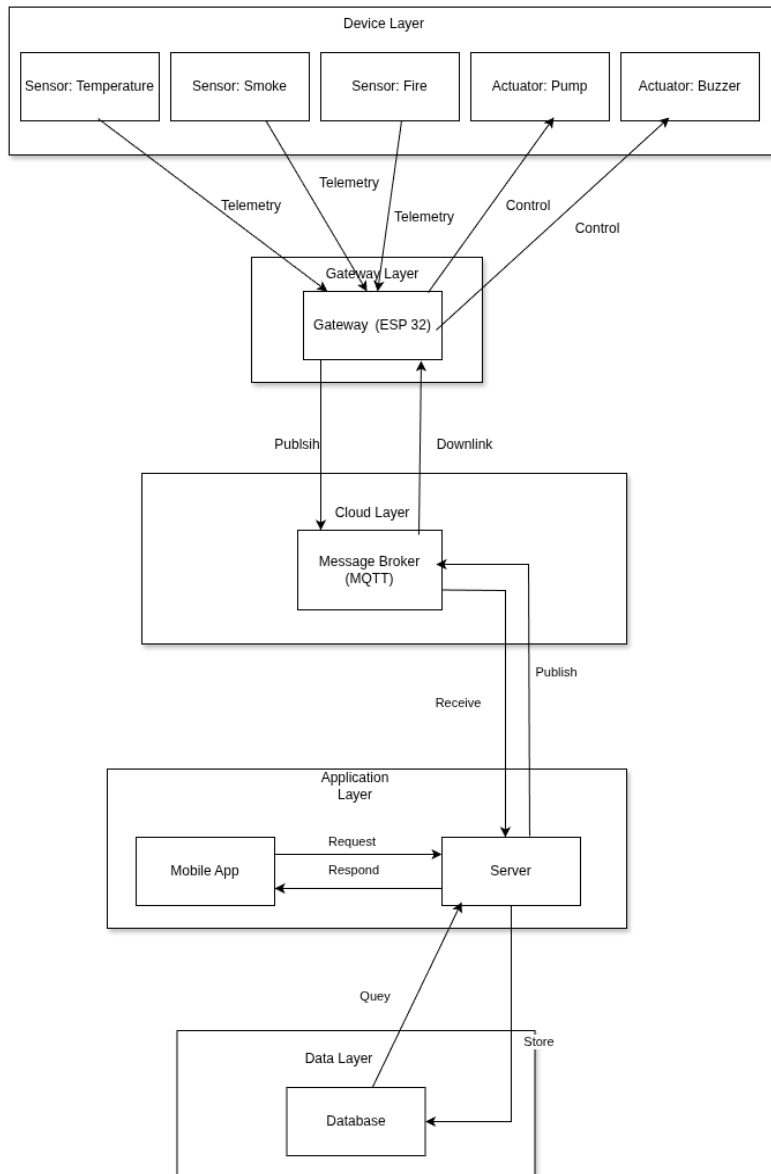 Device Layer
Sensor: Temperature
Sensor: Smoke
Sensor: Fire
Actuator: Pump
Actuator: Buzzer
Telemetry
Telemetry
Telemetry
Control
Control
Gateway Layer
Gateway (ESP 32)
Publsih
Downlink
Cloud Layer
Message Broker
(MQTT)
Publish
Receive
Application
Layer
Mobile App
Request
Respond
Server
Quey
Store
Data Layer
Database